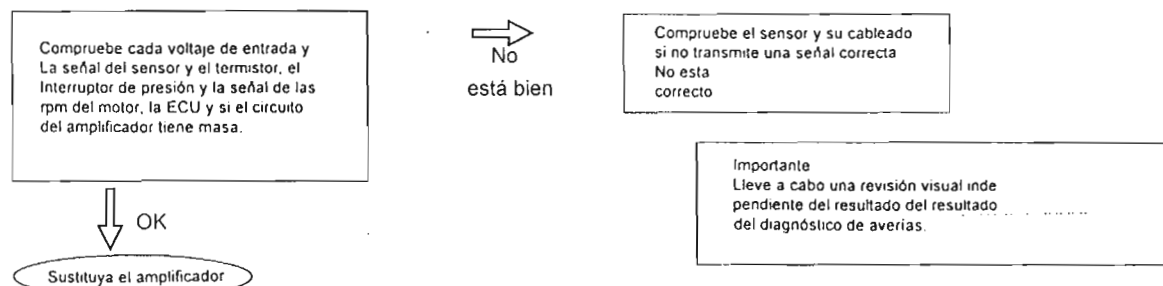 Compruebe cada voltaje de entrada y
La señal del sensor y el termistor, el
Interruptor de presión y la señal de las
rpm del motor, la ECU y si el circuito
del amplificador tiene masa.
No
está bien
Compruebe el sensor y su cableado
si no transmite una señal correcta
No esta
correcto
Importante
Lleve a cabo una revisión visual inde
pendiente del resultado del resultado
del diagnóstico de averías.
OK
Sustituya el amplificador